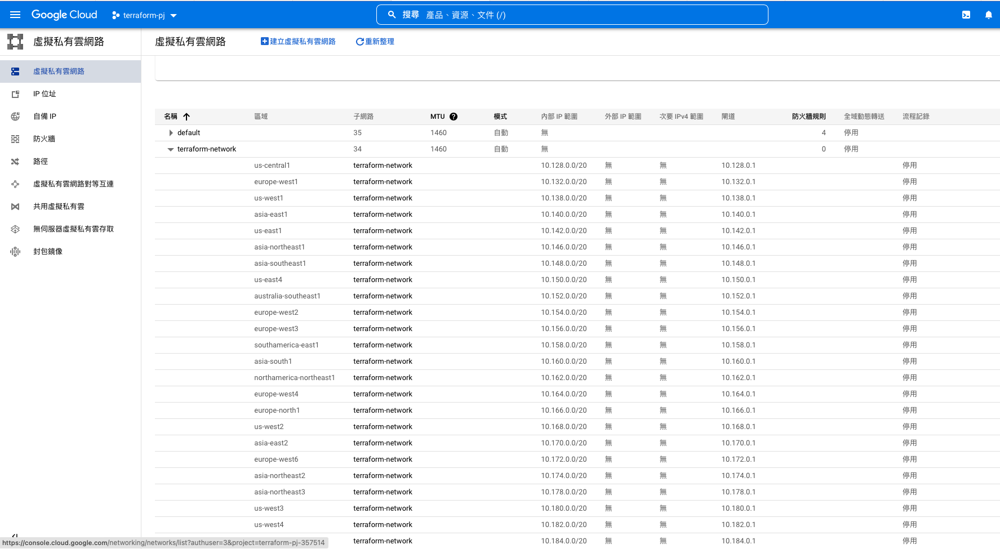 Google Cloud terraform-pj 搜尋 產品、資源、文件 (/)
虛擬私有雲網路
虛擬私有雲網路 建立虛擬私有雲網路 重新整理
虛擬私有雲網路
IP 位址
自備 IP
防火牆
路徑
虛擬私有雲網路對等互連
共用虛擬私有雲
無伺服器虛擬私有雲存取
封包鏡像
名稱 區域 子網路 MTU 模式 內部 IP 範圍 外部 IP 範圍 次要 IPv4 範圍 閘道 防火牆規則 全域動態轉送 流程記錄
default 35 1460 自動 無 4 停用
terraform-network 34 1460 自動 無 0 停用
us-central1 terraform-network 10.128.0.0/20 無 無 10.128.0.1 停用
europe-west1 terraform-network 10.132.0.0/20 無 無 10.132.0.1 停用
us-west1 terraform-network 10.138.0.0/20 無 無 10.138.0.1 停用
asia-east1 terraform-network 10.140.0.0/20 無 無 10.140.0.1 停用
us-east1 terraform-network 10.142.0.0/20 無 無 10.142.0.1 停用
asia-northeast1 terraform-network 10.146.0.0/20 無 無 10.146.0.1 停用
asia-southeast1 terraform-network 10.148.0.0/20 無 無 10.148.0.1 停用
us-east4 terraform-network 10.150.0.0/20 無 無 10.150.0.1 停用
australia-southeast1 terraform-network 10.152.0.0/20 無 無 10.152.0.1 停用
europe-west2 terraform-network 10.154.0.0/20 無 無 10.154.0.1 停用
europe-west3 terraform-network 10.156.0.0/20 無 無 10.156.0.1 停用
southamerica-east1 terraform-network 10.158.0.0/20 無 無 10.158.0.1 停用
asia-south1 terraform-network 10.160.0.0/20 無 無 10.160.0.1 停用
northamerica-northeast1 terraform-network 10.162.0.0/20 無 無 10.162.0.1 停用
europe-west4 terraform-network 10.164.0.0/20 無 無 10.164.0.1 停用
europe-north1 terraform-network 10.166.0.0/20 無 無 10.166.0.1 停用
us-west2 terraform-network 10.168.0.0/20 無 無 10.168.0.1 停用
asia-east2 terraform-network 10.170.0.0/20 無 無 10.170.0.1 停用
europe-west6 terraform-network 10.172.0.0/20 無 無 10.172.0.1 停用
asia-northeast2 terraform-network 10.174.0.0/20 無 無 10.174.0.1 停用
asia-northeast3 terraform-network 10.178.0.0/20 無 無 10.178.0.1 停用
us-west3 terraform-network 10.180.0.0/20 無 無 10.180.0.1 停用
us-west4 terraform-network 10.182.0.0/20 無 無 10.182.0.1 停用
terraform-network 10.184.0.0/20 無 無 10.184.0.1 停用
https://console.cloud.google.com/networking/networks/list?authuser=3&project=terraform-pj-357514